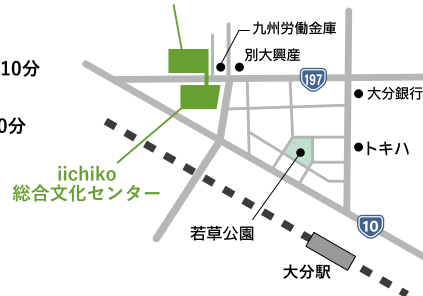 九州労働金庫
別大興産
10分
197
大分銀行
0分
トキハ
iichiko
総合文化センター
若草公園
10
大分駅